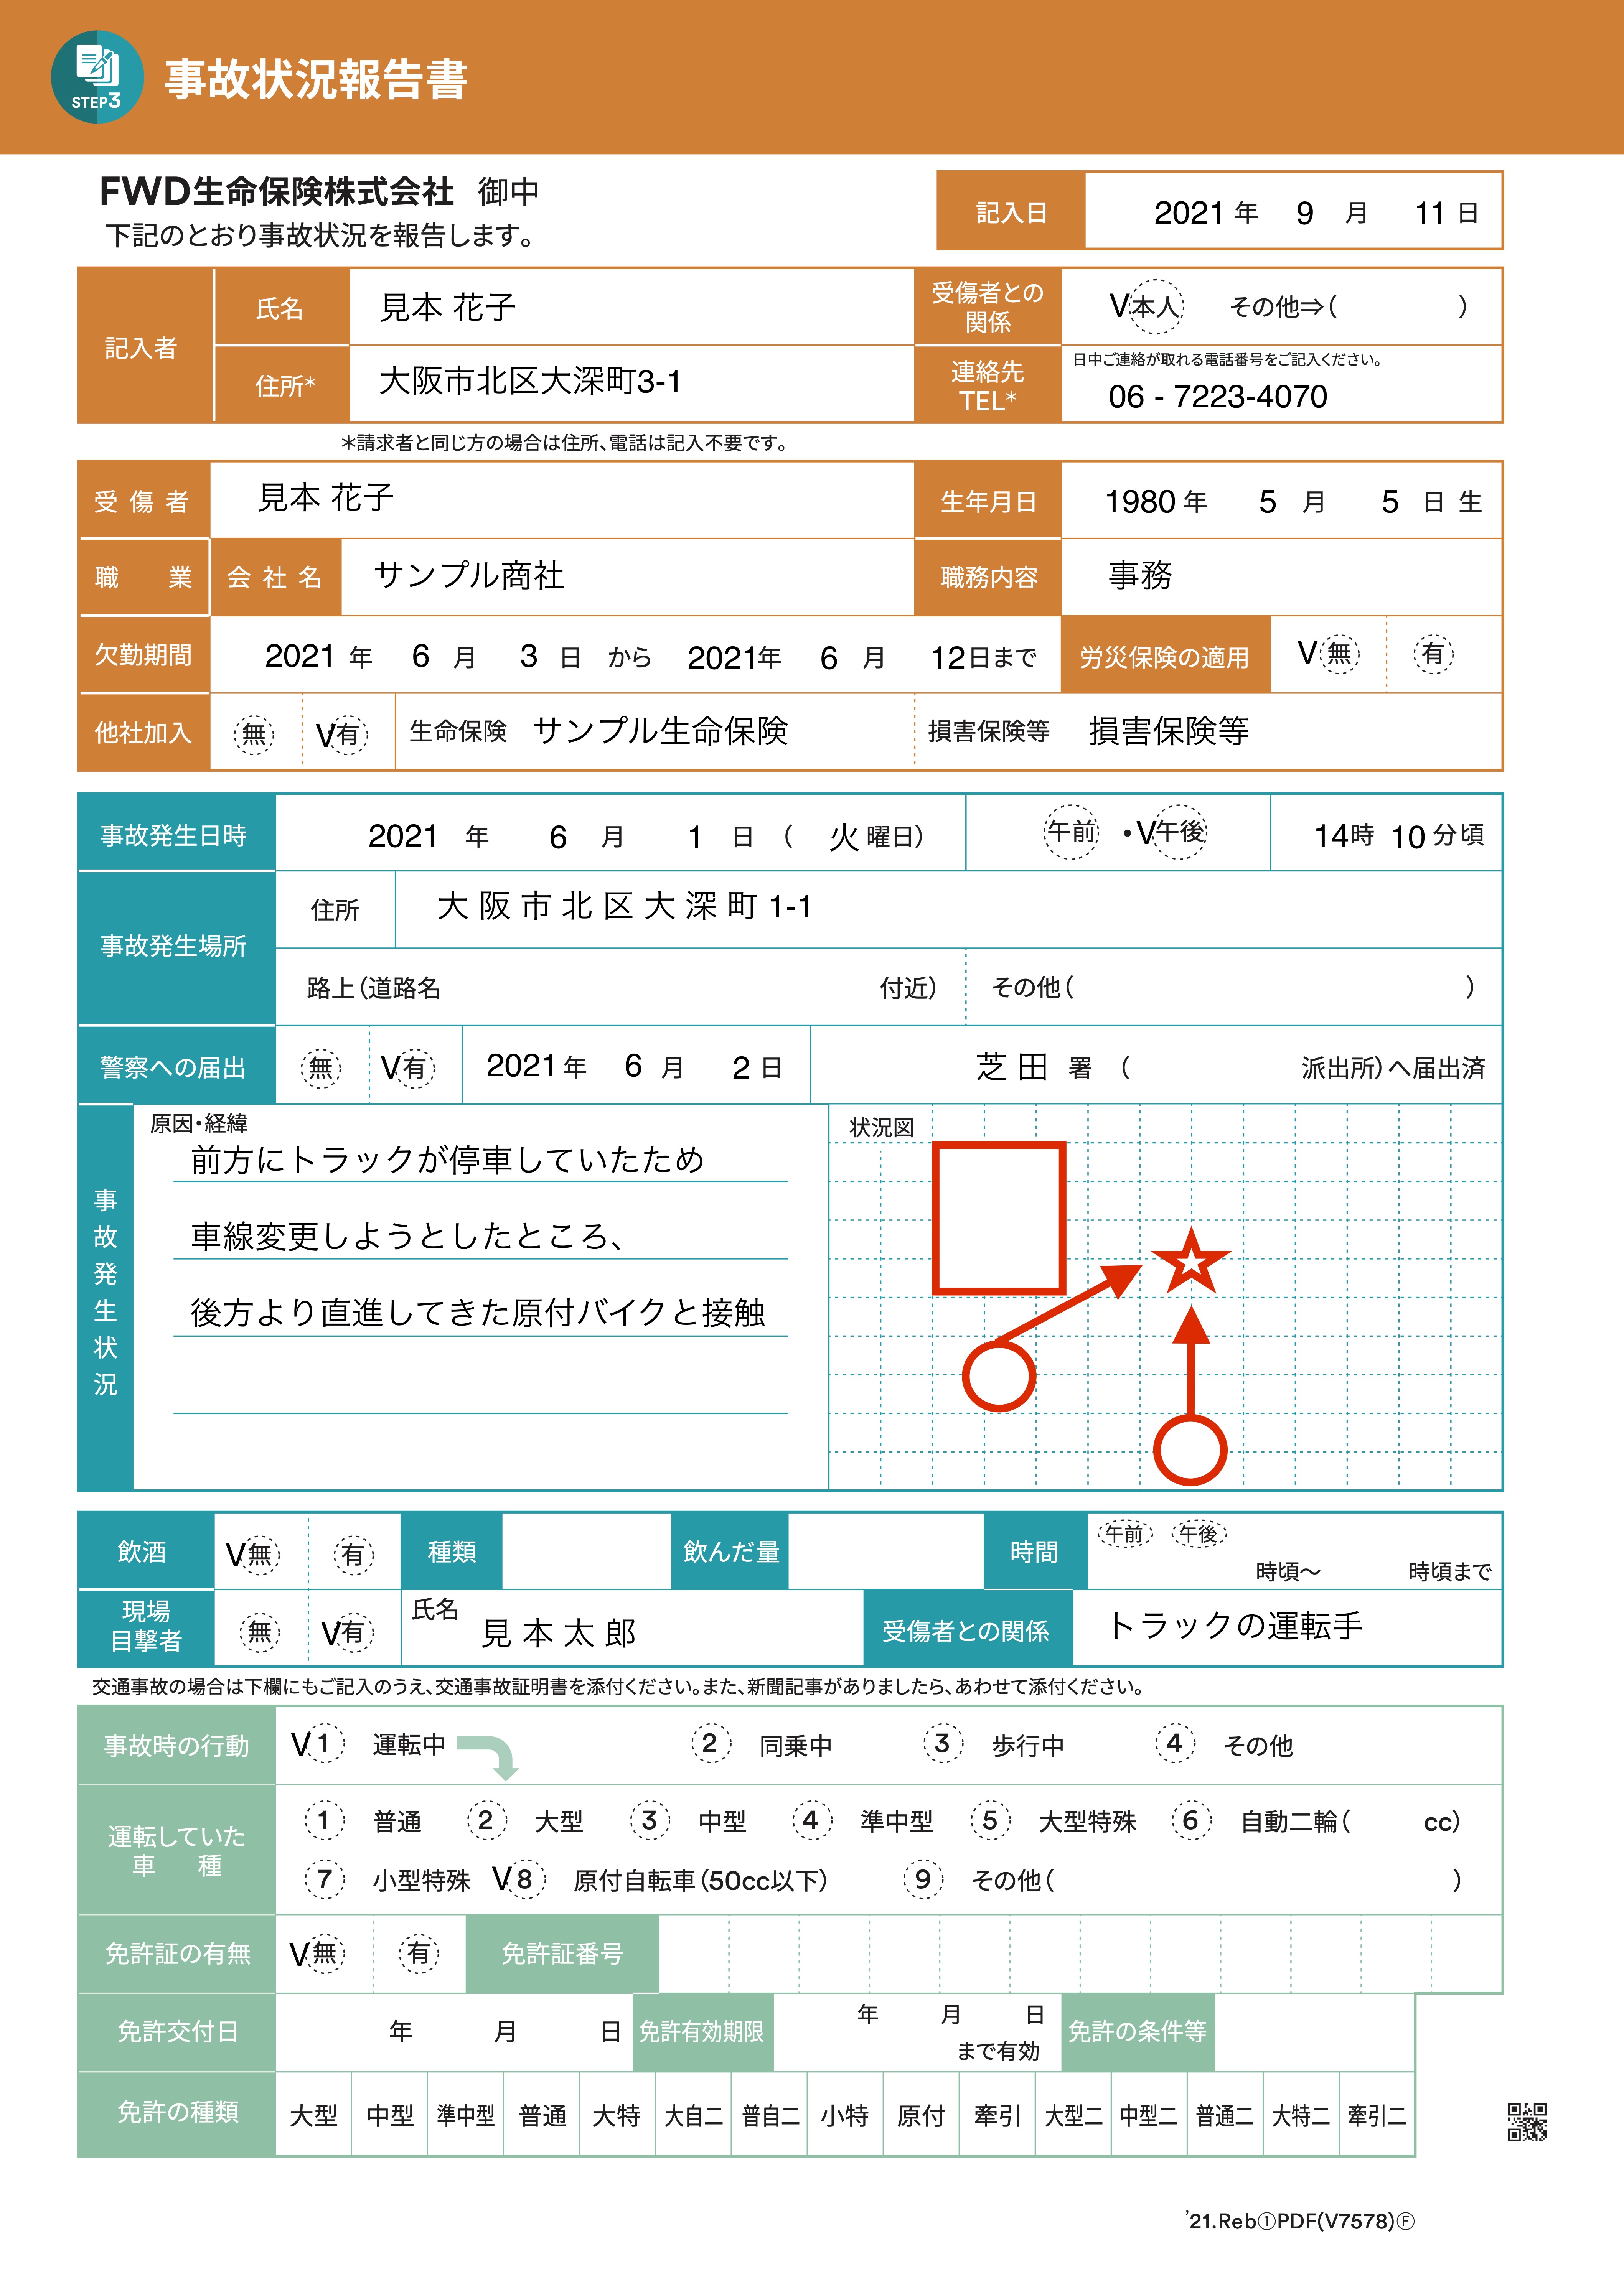 STEP3
事故状況報告書
FWD生命保険株式会社 御中
下記のとおり事故状況を報告します。
記入日 2021 年 9 月 11 日
記入者 氏名 見本 花子 受傷者との関係 V本人 その他⇒( )
住所* 大阪市北区大深町3-1 連絡先TEL* 日中ご連絡が取れる電話番号をご記入ください。
06 - 7223-4070
*請求者と同じ方の場合は住所、電話は記入不要です。
受傷者 見本 花子 生年月日 1980 年 5 月 5 日 生
職業 会社名 サンプル商社 職務内容 事務
欠勤期間 2021 年 6 月 3 日 から 2021年 6 月 12日まで 労災保険の適用 V無 有
他社加入 無 V有 生命保険 サンプル生命保険 損害保険等 損害保険等
事故発生日時 2021 年 6 月 1 日 ( 火 曜日) 午前 ・V午後 14時 10 分頃
事故発生場所 住所 大阪市北区大深町 1-1
路上(道路名 付近) その他( )
警察への届出 無 V有 2021 年 6 月 2 日 芝田 署 ( 派出所)へ届出済
事故発生状況 原因・経緯 状況図
前方にトラックが停車していたため
車線変更しようとしたところ、
後方より直進してきた原付バイクと接触
飲酒 V無 有 種類 飲んだ量 時間 午前 午後
時頃〜 時頃まで
現場目撃者 無 V有 氏名 見本太郎 受傷者との関係 トラックの運転手
交通事故の場合は下欄にもご記入のうえ、交通事故証明書を添付ください。また、新聞記事がありましたら、あわせて添付ください。
事故時の行動 V1 運転中 2 同乗中 3 歩行中 4 その他
運転していた車種 1 普通 2 大型 3 中型 4 準中型 5 大型特殊 6 自動二輪( cc)
7 小型特殊 V8 原付自転車(50cc以下) 9 その他( )
免許証の有無 V無 有 免許証番号
免許交付日 年 月 日 免許有効期限 年 月 日 まで有効 免許の条件等
免許の種類 大型 中型 準中型 普通 大特 大自二 普自二 小特 原付 牽引 大型二 中型二 普通二 大特二 牽引二
'21.Reb①PDF(V7578)Ⓕ